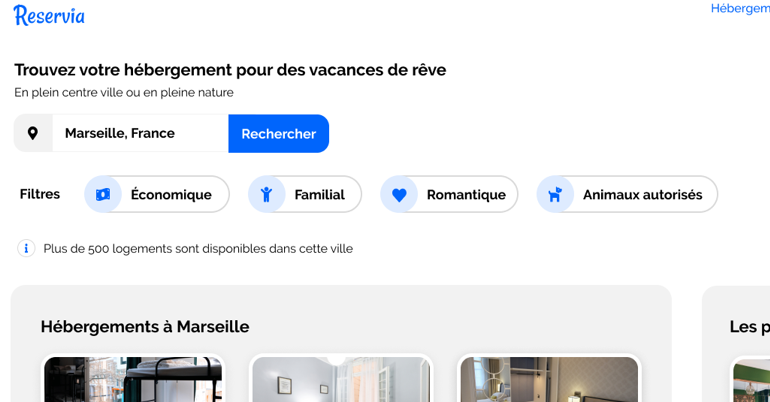 Reservia
Hébergem
Trouvez votre hébergement pour des vacances de rêve
En plein centre ville ou en pleine nature
Marseille, France
Rechercher
Filtres
Économique
Familial
Romantique
Animaux autorisés
Plus de 500 logements sont disponibles dans cette ville
Hébergements à Marseille
Les p